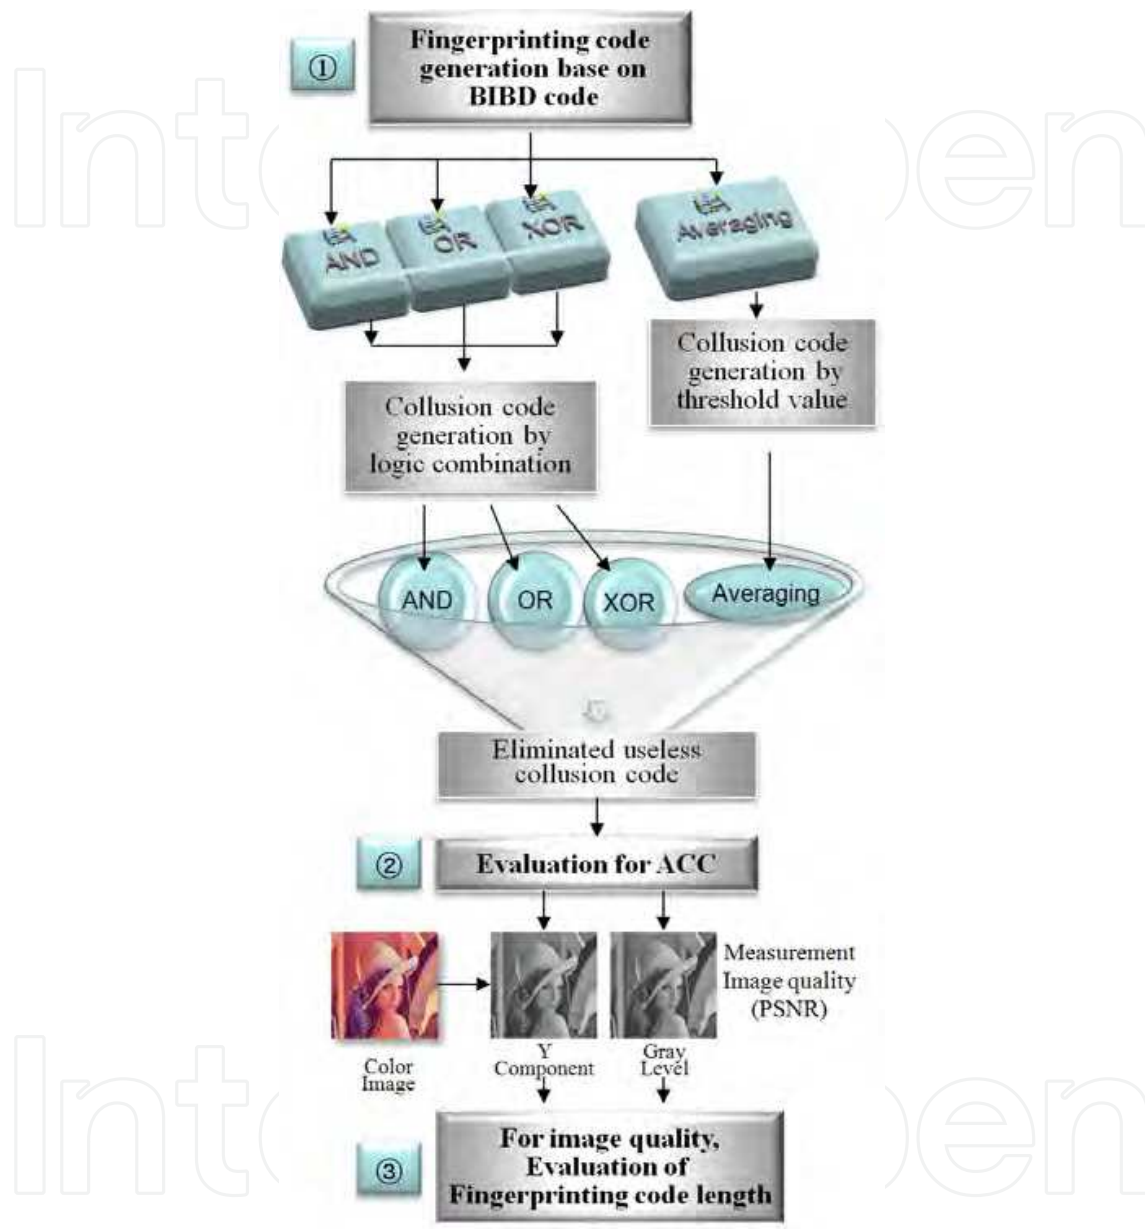 ①
Fingerprinting code
generation base on
BIBD code
AND
OR
XOR
Averaging
Collusion code
generation by
threshold value
Collusion code
generation by
logic combination
AND
OR
XOR
Averaging
Eliminated useless
collusion code
②
Evaluation for ACC
Measurement
Image quality
(PSNR)
Color
Image
Y
Component
Gray
Level
③
For image quality,
Evaluation of
Fingerprinting code length